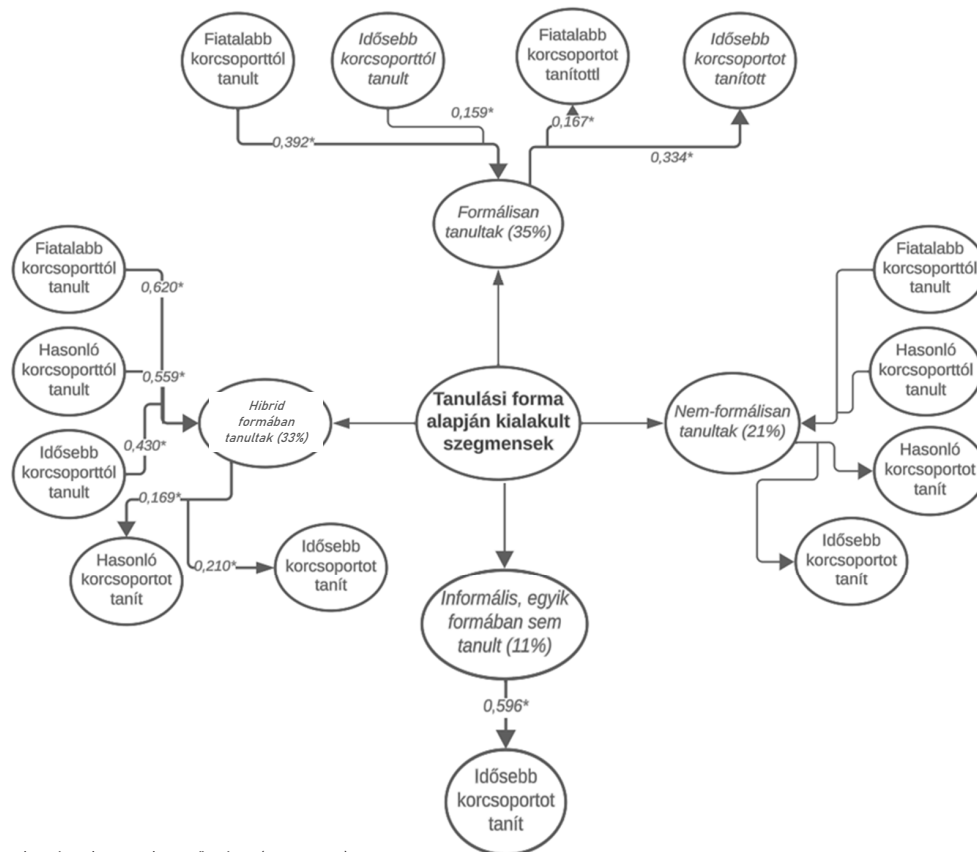 Fiatalabb
korcsoporttól
tanult
Idősebb
korcsoporttól
tanult
Fiatalabb
korcsoportot
tanítottl
Idősebb
korcsoportot
tanított
0,392*
0,159*
0,167*
0,334*
Formálisan
tanultak (35%)
Fiatalabb
korcsoporttól
tanult
0,620*
Hasonló
korcsoporttól
tanult
0,559*
Idősebb
korcsoporttól
tanult
0,430*
Hibrid
formában
tanultak (33%)
0,169*
0,210*
Hasonló
korcsoportot
tanít
Idősebb
korcsoportot
tanít
Tanulási forma
alapján kialakult
szegmensek
Nem-formálisan
tanultak (21%)
Fiatalabb
korcsoporttól
tanult
Hasonló
korcsoporttól
tanult
Hasonló
korcsoportot
tanít
Idősebb
korcsoportot
tanít
Informális, egyik
formában sem
tanult (11%)
0,596*
Idősebb
korcsoportot
tanít